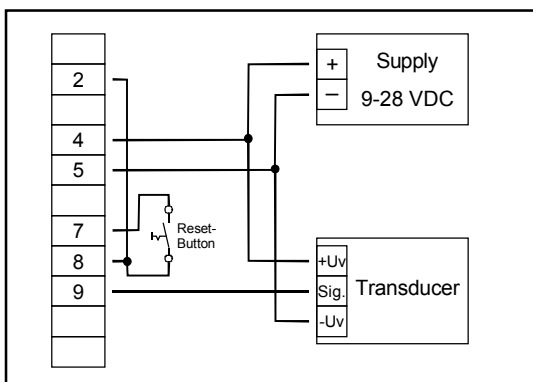 2
4
5
7
8
9
Reset-
Button
+
−
Supply
9-28 VDC
+Uv
Sig.
-Uv
Transducer